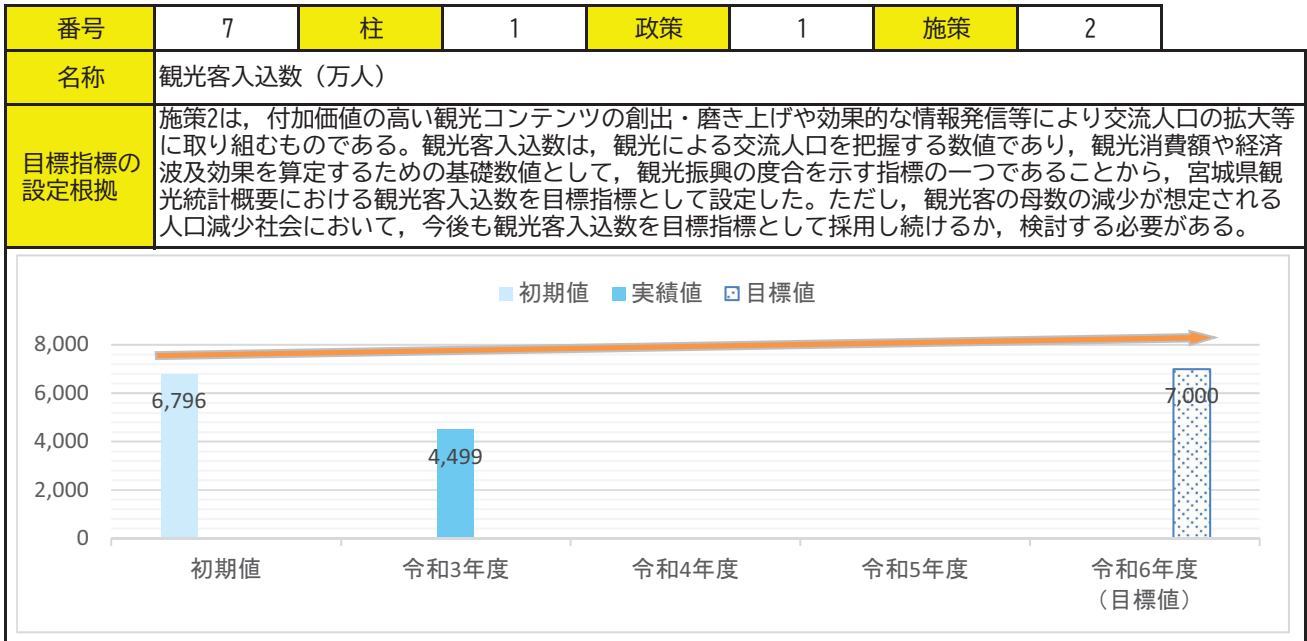 番号 7 柱 1 政策 1 施策 2
名称 観光客入込数（万人）
目標指標の
設定根拠
施策2は，付加価値の高い観光コンテンツの創出・磨き上げや効果的な情報発信等により交流人口の拡大等
に取り組むものである。観光客入込数は，観光による交流人口を把握する数値であり，観光消費額や経済
波及効果を算定するための基礎数値として，観光振興の度合を示す指標の一つであることから，宮城県観
光統計概要における観光客入込数を目標指標として設定した。ただし，観光客の母数の減少が想定される
人口減少社会において，今後も観光客入込数を目標指標として採用し続けるか，検討する必要がある。
初期値 実績値 目標値
8,000
6,000
4,000
2,000
0
6,796
4,499
7,000
初期値 令和3年度 令和4年度 令和5年度 令和6年度
（目標値）